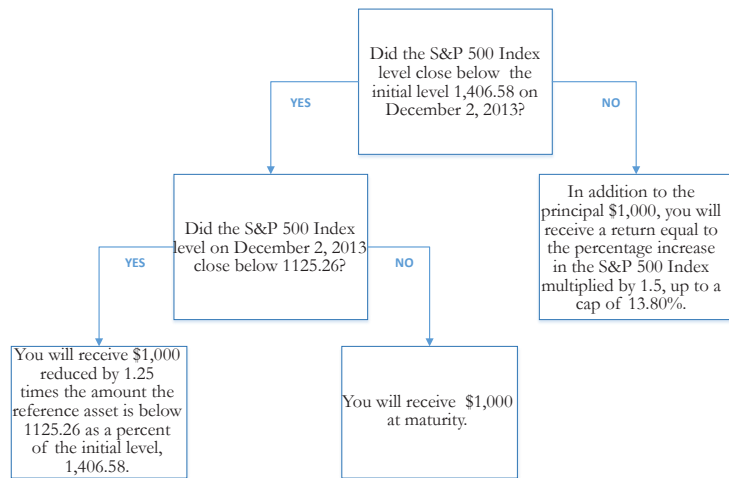 Did the S&P 500 Index
level close below the
initial level 1,406.58 on
December 2, 2013?
YES
NO
Did the S&P 500 Index
level on December 2, 2013
close below 1125.26?
In addition to the
principal $1,000, you will
receive a return equal to
the percentage increase
in the S&P 500 Index
multiplied by 1.5, up to a
cap of 13.80%.
YES
NO
You will receive $1,000
reduced by 1.25
times the amount the
reference asset is below
1125.26 as a percent
of the initial level,
1,406.58.
You will receive $1,000
at maturity.